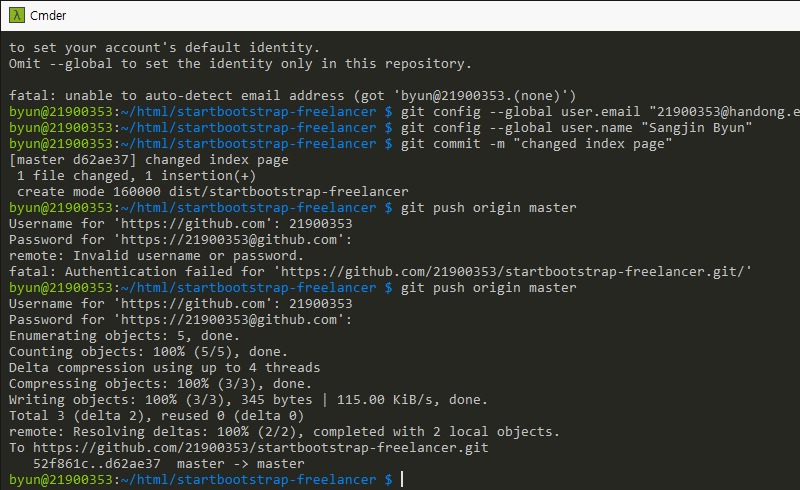 λ Cmder
to set your account's default identity.
Omit --global to set the identity only in this repository.
fatal: unable to auto-detect email address (got 'byun@21900353.(none)')
byun@21900353:~/html/startbootstrap-freelancer $ git config --global user.email "21900353@handong.e
byun@21900353:~/html/startbootstrap-freelancer $ git config --global user.name "Sangjin Byun"
byun@21900353:~/html/startbootstrap-freelancer $ git commit -m "changed index page"
[master d62ae37] changed index page
 1 file changed, 1 insertion(+)
 create mode 160000 dist/startbootstrap-freelancer
byun@21900353:~/html/startbootstrap-freelancer $ git push origin master
Username for 'https://github.com': 21900353
Password for 'https://21900353@github.com':
remote: Invalid username or password.
fatal: Authentication failed for 'https://github.com/21900353/startbootstrap-freelancer.git/'
byun@21900353:~/html/startbootstrap-freelancer $ git push origin master
Username for 'https://github.com': 21900353
Password for 'https://21900353@github.com':
Enumerating objects: 5, done.
Counting objects: 100% (5/5), done.
Delta compression using up to 4 threads
Compressing objects: 100% (3/3), done.
Writing objects: 100% (3/3), 345 bytes | 115.00 KiB/s, done.
Total 3 (delta 2), reused 0 (delta 0)
remote: Resolving deltas: 100% (2/2), completed with 2 local objects.
To https://github.com/21900353/startbootstrap-freelancer.git
   52f861c..d62ae37  master -> master
byun@21900353:~/html/startbootstrap-freelancer $